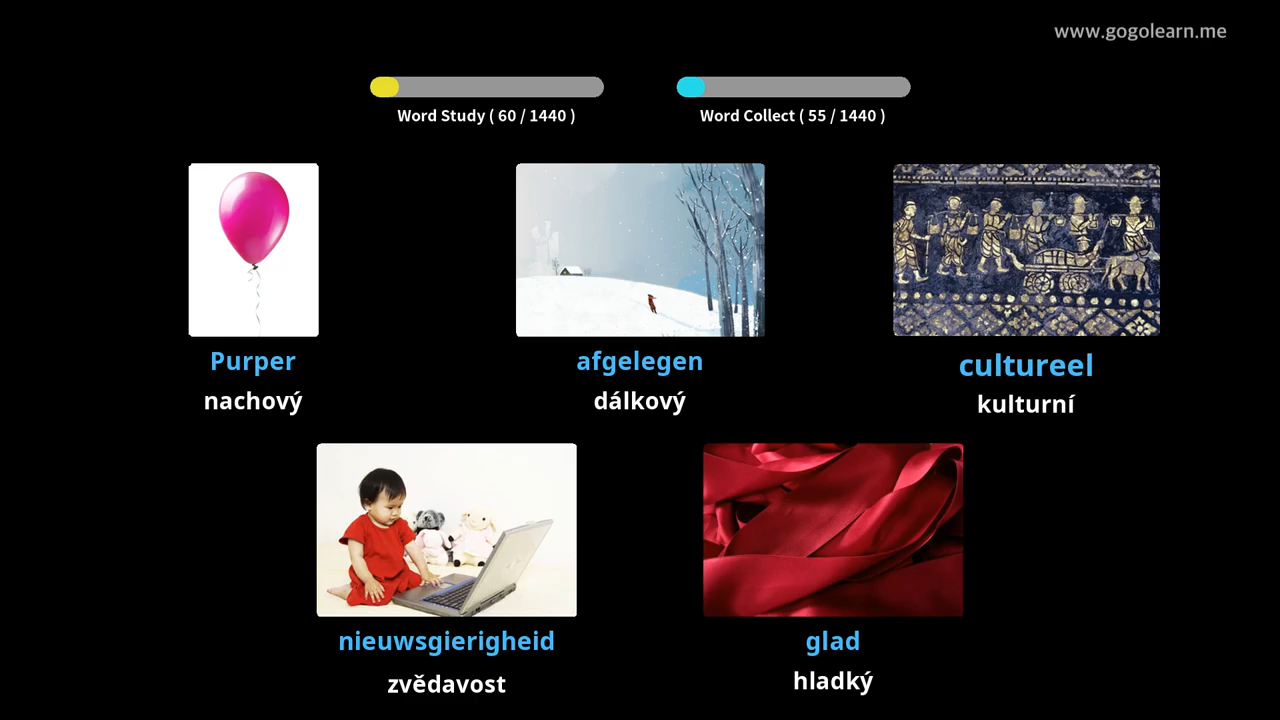 www.gogolearn.me
Word Study ( 60 / 1440 )
Word Collect ( 55 / 1440 )
Purper
nachový
afgelegen
dálkový
cultureel
kulturní
nieuwsgierigheid
zvědavost
glad
hladký